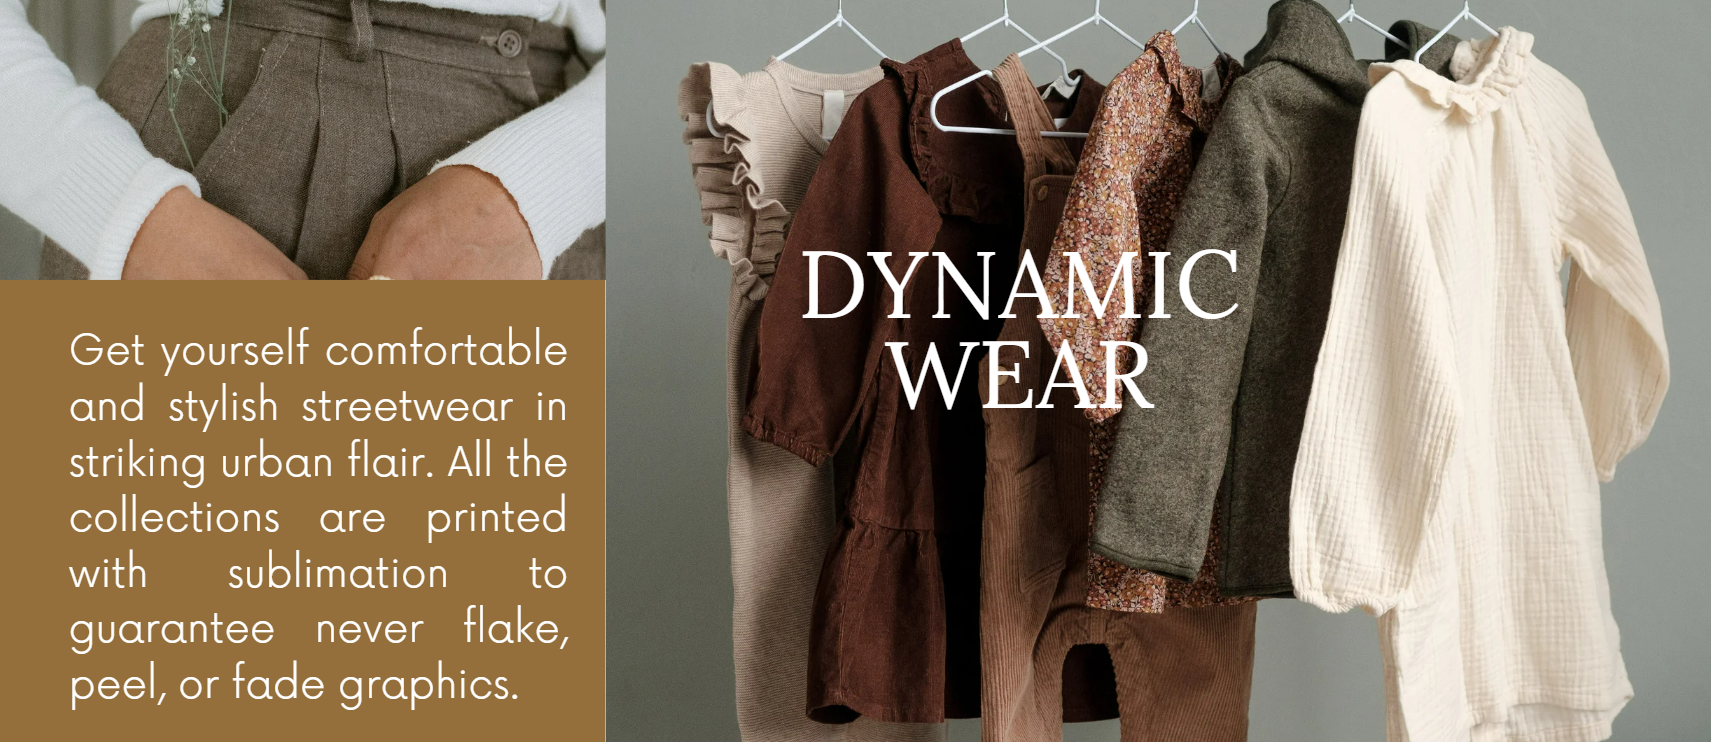 Get yourself comfortable
and stylish streetwear in
striking urban flair. All the
collections are printed
with sublimation to
guarantee never flake,
peel, or fade graphics.
DYNAMIC
WEAR